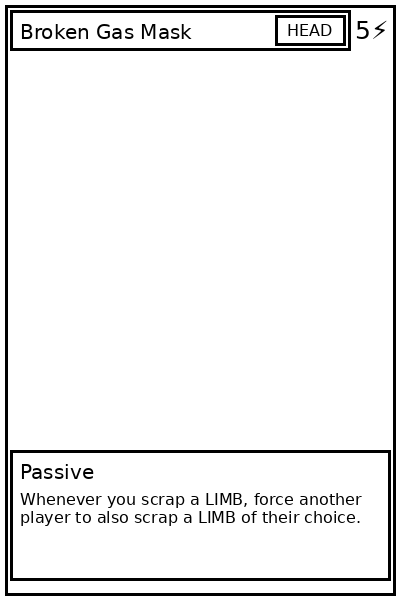 Broken Gas Mask
HEAD
5⚡
Passive
Whenever you scrap a LIMB, force another
player to also scrap a LIMB of their choice.